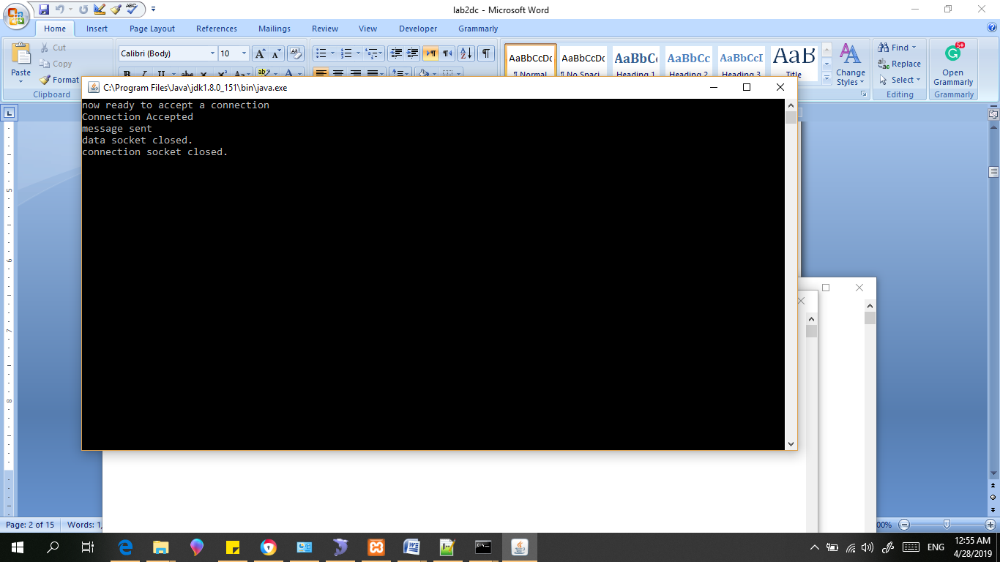 lab2dc - Microsoft Word
Home Insert Page Layout References Mailings Review View Developer Grammarly
Cut
Copy
Format
Paste
Clipboard
Calibri (Body) 10
AaBbCcDc AaBbCcDc AaBbC AaBbCc AaBbCcI AaB
¶ Normal ¶ No Spaci... Heading 1 Heading 2 Heading 3 Title
Change Styles
Find
Replace
Select
Editing
Open Grammarly
Grammarly
C:\Program Files\Java\jdk1.8.0_151\bin\java.exe
now ready to accept a connection
Connection Accepted
message sent
data socket closed.
connection socket closed.
5
6
7
8
Page: 2 of 15 Words: 1,
00%
ENG
12:55 AM
4/28/2019